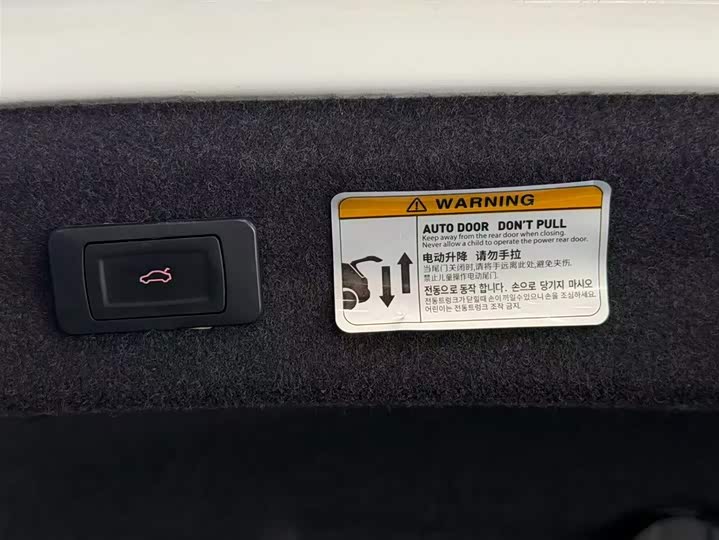 WARNING
AUTO DOOR DON'T PULL
Keep away from the rear door when closing.
Never allow a child to operate the power rear door.
电动升降 请勿手拉
当尾门关闭时,请将手远离此处,避免夹伤.
禁止儿童操作电动尾门.
전동으로 동작 합니다. 손으로 당기지 마시오
전동트렁크가 닫힐때 손이 끼일수있으니 손을 조심하세요.
어린이는 전동트렁크 조작 금지.